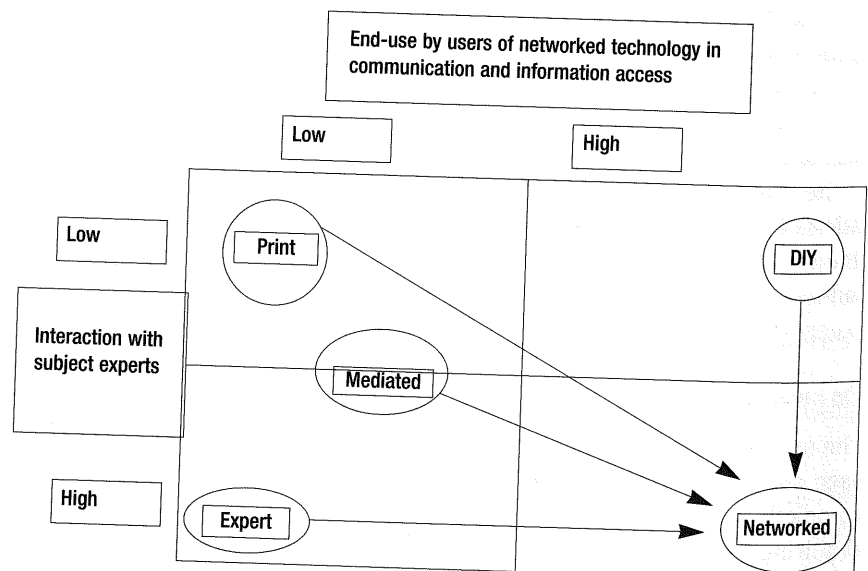 End-use by users of networked technology in
communication and information access
Low
High
Low
Print
DIY
Interaction with
subject experts
Mediated
High
Expert
Networked